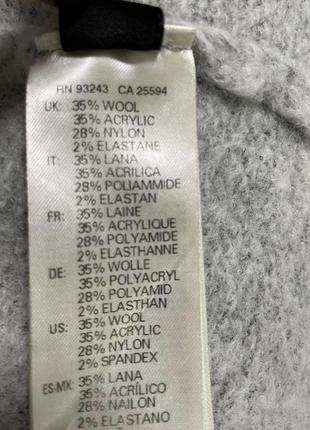 RN 93243 CA 25594
UK: 35% WOOL
35% ACRYLIC
28% NYLON
2% ELASTANE
IT: 35% LANA
35% ACRILICA
28% POLIAMMIDE
2% ELASTAN
FR: 35% LAINE
35% ACRYLIQUE
28% POLYAMIDE
2% ELASTHANNE
DE: 35% WOLLE
35% POLYACRYL
28% POLYAMID
2% ELASTHAN
US: 35% WOOL
35% ACRYLIC
28% NYLON
2% SPANDEX
ES-MX: 35% LANA
35% ACRÍLICO
28% NAILON
2% ELASTANO